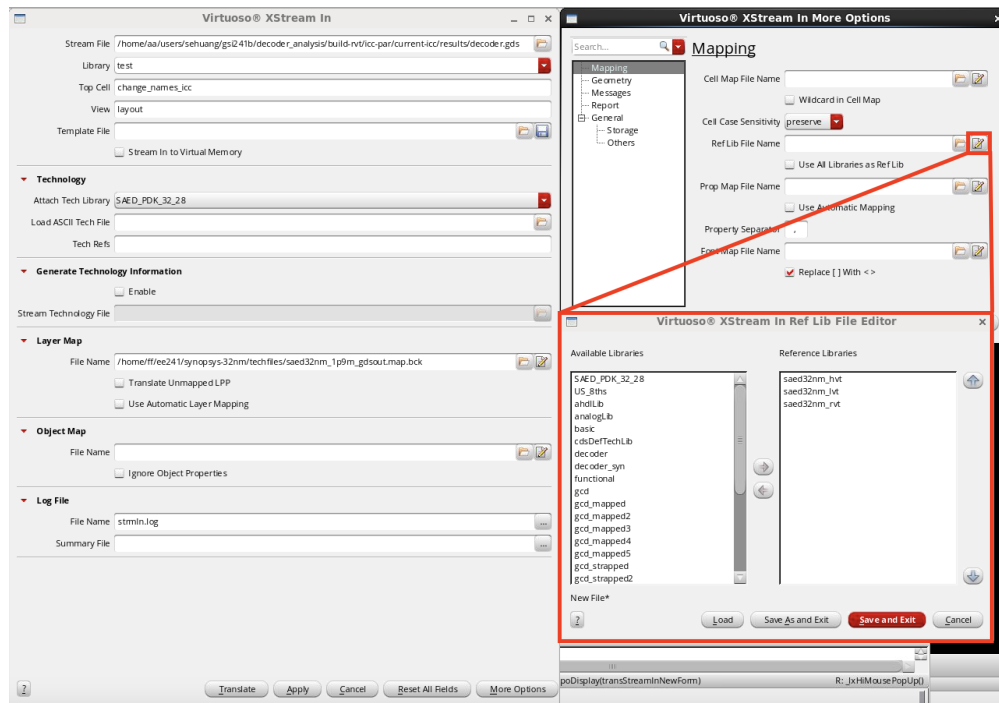 Virtuoso® XStream In
Stream File /home/aa/users/sehuang/gsi241b/decoder_analysis/build-rvt/icc-par/current-icc/results/decoder.gds
Library test
Top Cell change_names_icc
View layout
Template File
Stream In to Virtual Memory
Technology
Attach Tech Library SAED_PDK_32_28
Load ASCII Tech File
Tech Refs
Generate Technology Information
Enable
Stream Technology File
Layer Map
File Name /home/ff/ee241/synopsys-32nm/techfiles/saed32nm_1p9m_gdsout.map.bck
Translate Unmapped LPP
Use Automatic Layer Mapping
Object Map
File Name
Ignore Object Properties
Log File
File Name strmIn.log
...
Summary File
...
? Translate Apply Cancel Reset All Fields More Options
Virtuoso® XStream In More Options
Search...
Mapping
Geometry
Messages
Report
General
Storage
Others
Mapping
Cell Map File Name
Wildcard in Cell Map
Cell Case Sensitivity preserve
Ref Lib File Name
Use All Libraries as Ref Lib
Prop Map File Name
Use Automatic Mapping
Property Separator ,
Font Map File Name
Replace [ ] With < >
Virtuoso® XStream In Ref Lib File Editor
Available Libraries
SAED_PDK_32_28
US_8ths
ahdlLib
analogLib
basic
cdsDefTechLib
decoder
decoder_syn
functional
gcd
gcd_mapped
gcd_mapped2
gcd_mapped3
gcd_mapped4
gcd_mapped5
gcd_strapped
gcd_strapped2
Reference Libraries
saed32nm_hvt
saed32nm_lvt
saed32nm_rvt
New File*
? Load Save As and Exit Save and Exit Cancel
poDisplay(transStreamInNewForm) R: _lxHiMousePopUp()